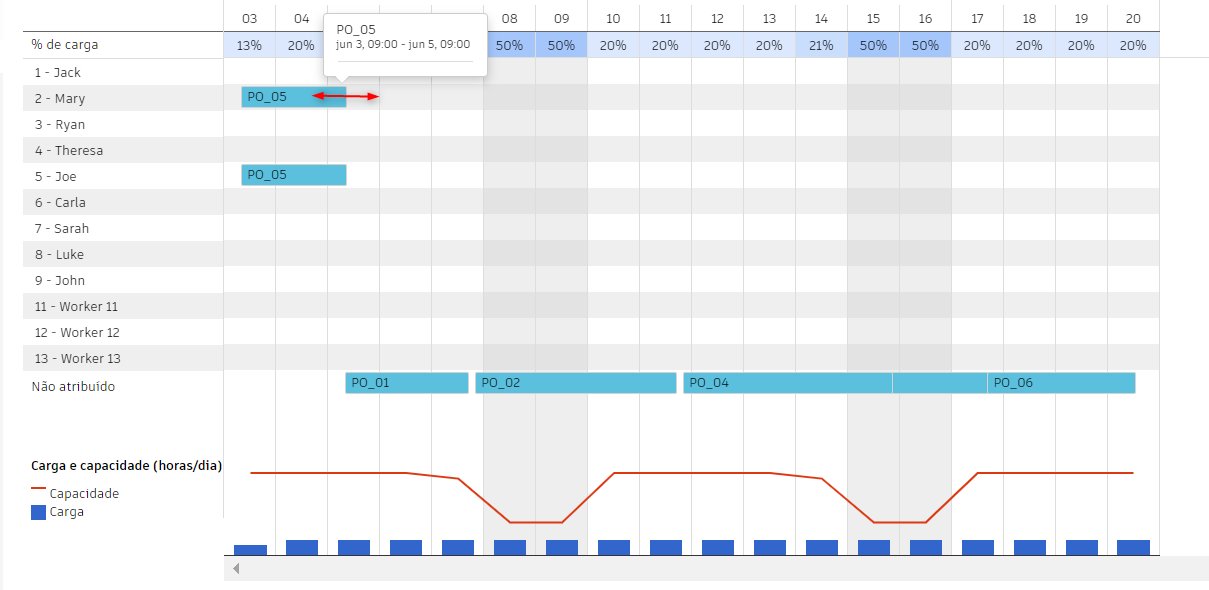 03 04 08 09 10 11 12 13 14 15 16 17 18 19 20
PO_05
jun 3, 09:00 - jun 5, 09:00
% de carga 13% 20% 50% 50% 20% 20% 20% 20% 21% 50% 50% 20% 20% 20% 20%
1 - Jack
2 - Mary PO_05
3 - Ryan
4 - Theresa
5 - Joe PO_05
6 - Carla
7 - Sarah
8 - Luke
9 - John
11 - Worker 11
12 - Worker 12
13 - Worker 13
Não atribuído PO_01 PO_02 PO_04 PO_06
Carga e capacidade (horas/dia)
Capacidade
Carga